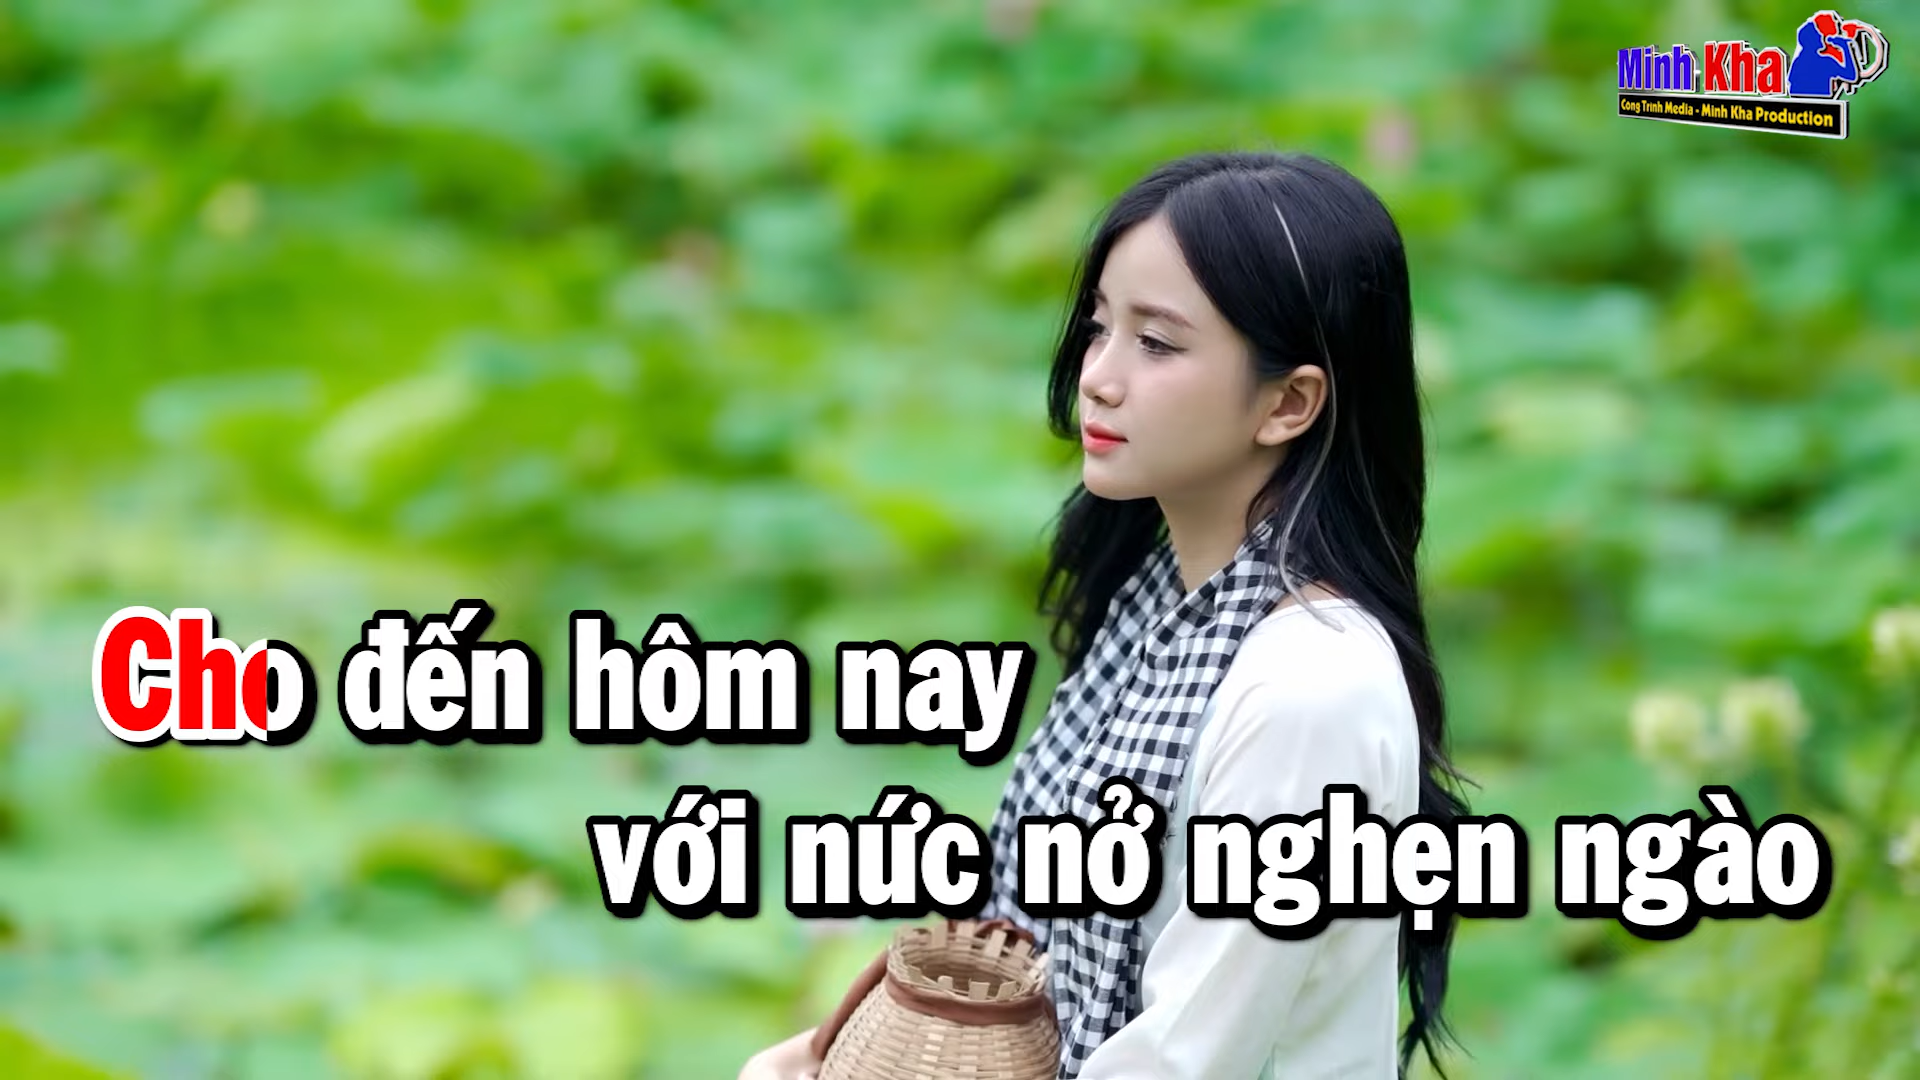 Minh Kha
Cong Trinh Media - Minh Kha Production
Cho đến hôm nay
với nức nở nghẹn ngào